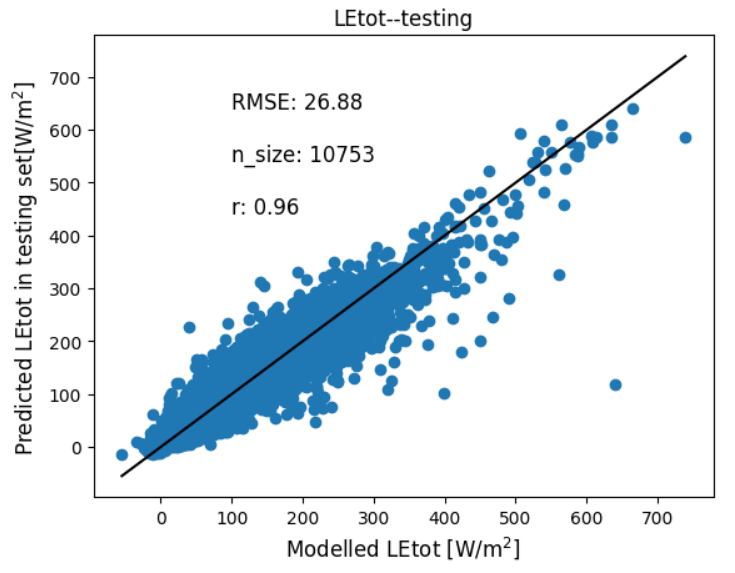 LEtot--testing
Predicted LEtot in testing set[W/m²]
700
600
500
400
300
200
100
0
RMSE: 26.88
n_size: 10753
r: 0.96
0 100 200 300 400 500 600 700
Modelled LEtot [W/m²]